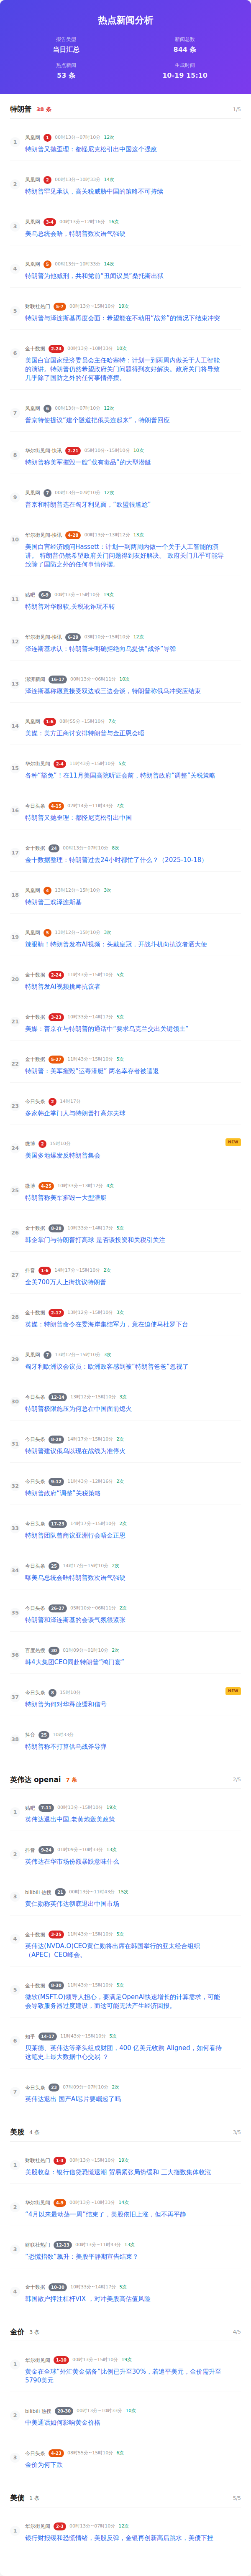 热点新闻分析
报告类型
当日汇总
新闻总数
844 条
热点新闻
53 条
生成时间
10-19 15:10
特朗普 38 条 1/5
1 凤凰网 1 00时13分~07时10分 12次
特朗普又抛歪理：都怪尼克松引出中国这个强敌
2 凤凰网 2 00时13分~10时33分 14次
特朗普罕见承认，高关税威胁中国的策略不可持续
3 凤凰网 3-4 00时13分~12时16分 16次
美乌总统会晤，特朗普数次语气强硬
4 凤凰网 5 00时13分~10时33分 14次
特朗普为他减刑，共和党前“丑闻议员”桑托斯出狱
5 财联社热门 5-7 00时13分~15时10分 19次
特朗普与泽连斯基再度会面：希望能在不动用“战斧”的情况下结束冲突
6 金十数据 2-24 00时13分~10时33分 10次
美国白宫国家经济委员会主任哈塞特：计划一到两周内做关于人工智能
的演讲。特朗普仍然希望政府关门问题得到友好解决。政府关门将导致
几乎除了国防之外的任何事情停摆。
7 凤凰网 6 00时13分~07时10分 12次
普京特使提议“建个隧道把俄美连起来”，特朗普回应
8 华尔街见闻-快讯 2-21 05时10分~15时10分 10次
特朗普称美军摧毁一艘“载有毒品”的大型潜艇
9 凤凰网 7 00时13分~07时10分 12次
普京和特朗普选在匈牙利见面，“欧盟很尴尬”
10 华尔街见闻-快讯 4-28 00时13分~13时12分 13次
美国白宫经济顾问Hassett：计划一到两周内做一个关于人工智能的演
讲。 特朗普仍然希望政府关门问题得到友好解决。 政府关门几乎可能导
致除了国防之外的任何事情停摆。
11 贴吧 6-9 00时13分~15时10分 19次
特朗普对华服软,关税讹诈玩不转
12 华尔街见闻-快讯 6-29 03时10分~15时10分 12次
泽连斯基承认：特朗普未明确拒绝向乌提供“战斧”导弹
13 澎湃新闻 16-17 00时13分~06时11分 10次
泽连斯基称愿意接受双边或三边会谈，特朗普称俄乌冲突应结束
14 凤凰网 1-6 08时55分~15时10分 7次
美媒：美方正商讨安排特朗普与金正恩会晤
15 华尔街见闻 2-4 11时43分~15时10分 5次
各种“豁免”！在11月美国高院听证会前，特朗普政府“调整”关税策略
16 今日头条 4-15 02时14分~11时43分 7次
特朗普又抛歪理：都怪尼克松引出中国
17 金十数据 24 00时13分~07时10分 8次
金十数据整理：特朗普过去24小时都忙了什么？（2025-10-18）
18 凤凰网 4 13时12分~15时10分 3次
特朗普三戏泽连斯基
19 凤凰网 5 13时12分~15时10分 3次
辣眼睛！特朗普发布AI视频：头戴皇冠，开战斗机向抗议者洒大便
20 金十数据 2-24 11时43分~15时10分 5次
特朗普发AI视频挑衅抗议者
21 金十数据 3-23 10时33分~14时17分 5次
美媒：普京在与特朗普的通话中“要求乌克兰交出关键领土”
22 金十数据 5-27 11时43分~15时10分 5次
特朗普：美军摧毁“运毒潜艇” 两名幸存者被遣返
23 今日头条 2 14时17分
多家韩企掌门人与特朗普打高尔夫球
24 微博 2 15时10分 NEW
美国多地爆发反特朗普集会
25 微博 4-25 10时33分~13时12分 4次
特朗普称美军摧毁一大型潜艇
26 金十数据 9-28 10时33分~14时17分 5次
韩企掌门与特朗普打高球 是否谈投资和关税引关注
27 抖音 1-6 14时17分~15时10分 2次
全美700万人上街抗议特朗普
28 金十数据 2-17 13时12分~15时10分 3次
英媒：特朗普命令在委海岸集结军力，意在迫使马杜罗下台
29 凤凰网 7 13时12分~15时10分 3次
匈牙利欧洲议会议员：欧洲政客感到被“特朗普爸爸”忽视了
30 今日头条 12-14 13时12分~15时10分 3次
特朗普极限施压为何总在中国面前熄火
31 今日头条 8-28 14时17分~15时10分 2次
特朗普建议俄乌以现在战线为准停火
32 今日头条 9-12 11时43分~12时16分 2次
特朗普政府“调整”关税策略
33 今日头条 17-23 14时17分~15时10分 2次
特朗普团队曾商议亚洲行会晤金正恩
34 今日头条 25 14时17分~15时10分 2次
曝美乌总统会晤特朗普数次语气强硬
35 今日头条 26-27 05时10分~06时11分 2次
特朗普和泽连斯基的会谈气氛很紧张
36 百度热搜 30 01时09分~01时10分 2次
韩4大集团CEO同赴特朗普“鸿门宴”
37 今日头条 8 15时10分 NEW
特朗普为何对华释放缓和信号
38 抖音 25 10时33分
特朗普称不打算供乌战斧导弹
英伟达 openai 7 条 2/5
1 贴吧 7-11 00时13分~15时10分 19次
英伟达退出中国,老黄炮轰美政策
2 抖音 9-24 01时09分~10时33分 13次
英伟达在华市场份额暴跌意味什么
3 bilibili 热搜 21 00时13分~11时43分 15次
黄仁勋称英伟达彻底退出中国市场
4 金十数据 3-25 11时43分~15时10分 5次
英伟达(NVDA.O)CEO黄仁勋将出席在韩国举行的亚太经合组织
（APEC）CEO峰会。
5 金十数据 8-30 11时43分~15时10分 5次
微软(MSFT.O)领导人担心，要满足OpenAI快速增长的计算需求，可能
会导致服务器过度建设，而这可能无法产生经济回报。
6 知乎 14-17 11时43分~15时10分 5次
贝莱德、英伟达等牵头组成财团，400 亿美元收购 Aligned，如何看待
这笔史上最大数据中心交易 ？
7 今日头条 23 07时09分~07时10分 2次
英伟达退出 国产AI芯片要崛起了吗
美股 4 条 3/5
1 财联社热门 1-3 00时13分~15时10分 19次
美股收盘：银行信贷恐慌退潮 贸易紧张局势缓和 三大指数集体收涨
2 华尔街见闻 4-9 00时13分~10时33分 14次
“4月以来最动荡一周”结束了，美股依旧上涨，但不再平静
3 财联社热门 12-13 00时13分~11时43分 13次
“恐慌指数”飙升：美股平静期宣告结束？
4 金十数据 10-30 10时33分~14时17分 5次
韩国散户押注杠杆VIX ，对冲美股高估值风险
金价 3 条 4/5
1 华尔街见闻 1-10 00时13分~15时10分 19次
黄金在全球“外汇黄金储备”比例已升至30%，若追平美元，金价需升至
5790美元
2 bilibili 热搜 26-30 00时13分~10时33分 10次
中美通话如何影响黄金价格
3 今日头条 4-23 08时55分~15时10分 6次
金价为何下跌
美债 1 条 5/5
1 华尔街见闻 2-3 00时13分~07时10分 12次
银行财报缓和恐慌情绪，美股反弹，金银再创新高后跳水，美债下挫